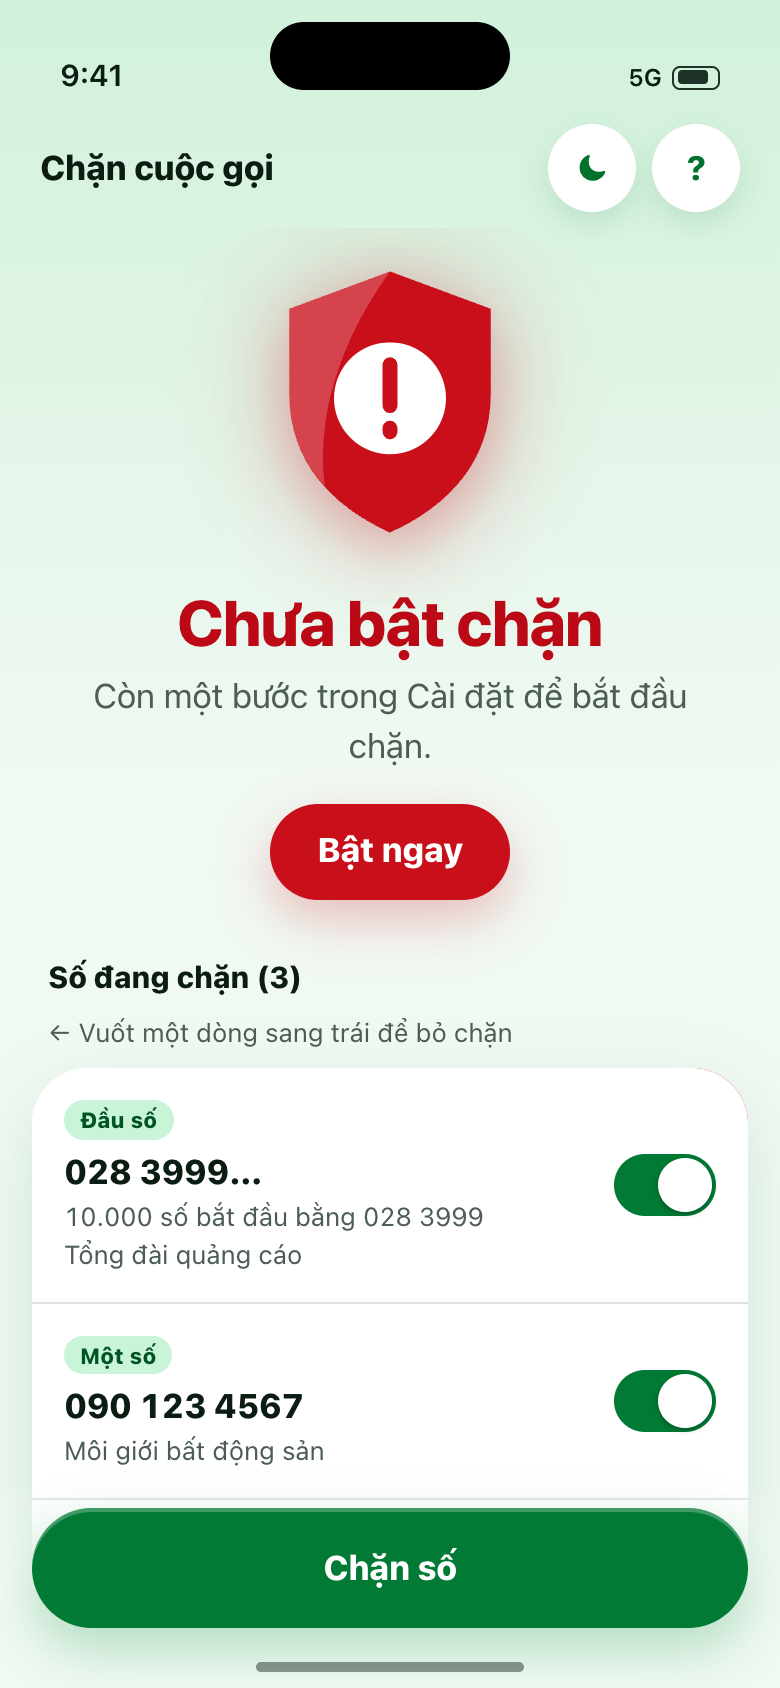 9:41
5G
Chặn cuộc gọi
?
Chưa bật chặn
Còn một bước trong Cài đặt để bắt đầu
chặn.
Bật ngay
Số đang chặn (3)
← Vuốt một dòng sang trái để bỏ chặn
Đầu số
028 3999...
10.000 số bắt đầu bằng 028 3999
Tổng đài quảng cáo
Một số
090 123 4567
Môi giới bất động sản
Chặn số